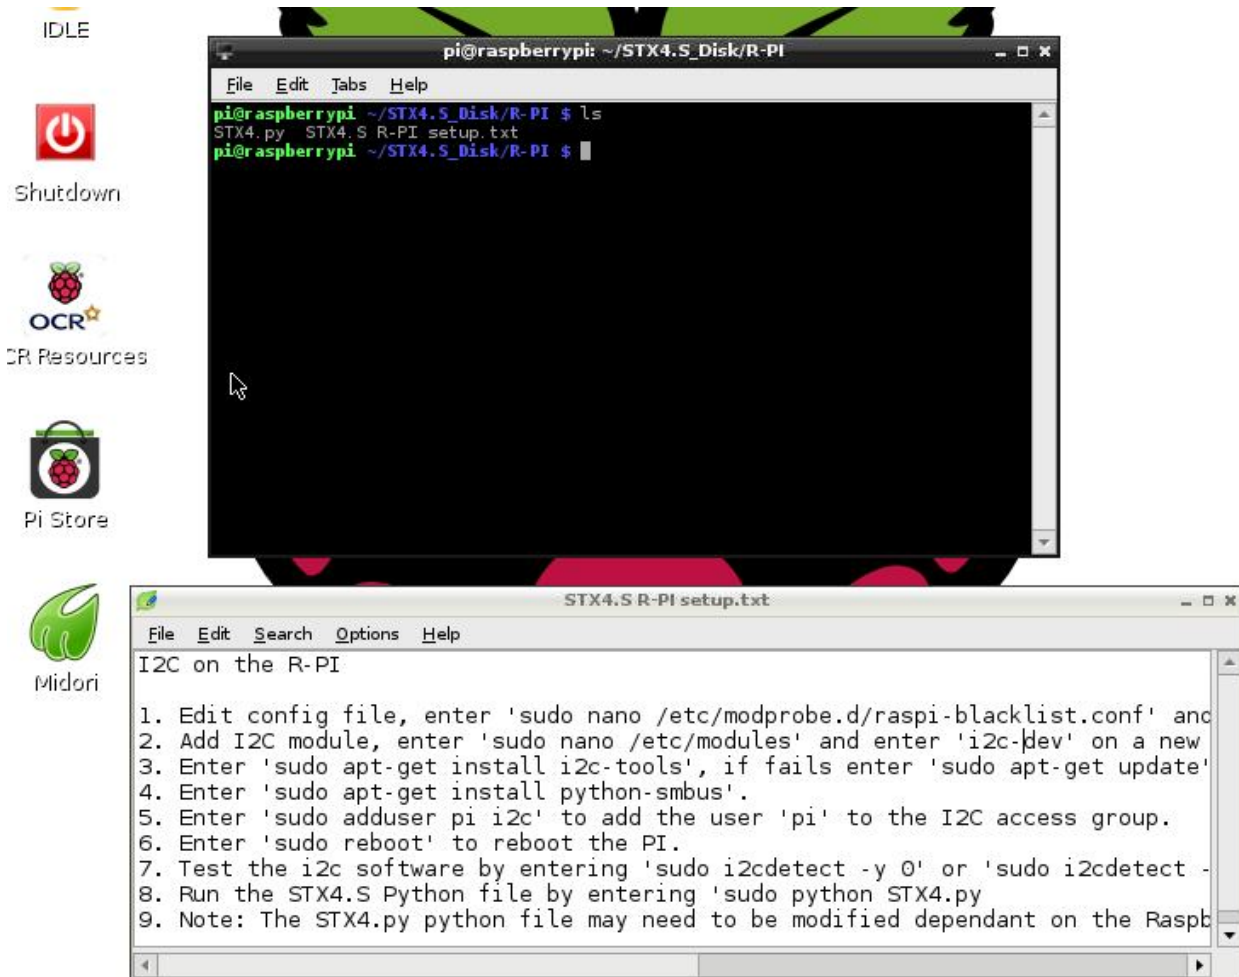 IDLE
Shutdown
OCR
CR Resources
Pi Store
Midori
pi@raspberrypi: ~/STX4.S_Disk/R-PI
File Edit Tabs Help
pi@raspberrypi ~/STX4.S_Disk/R-PI $ ls
STX4.py STX4.S R-PI setup.txt
pi@raspberrypi ~/STX4.S_Disk/R-PI $
STX4.S R-PI setup.txt
File Edit Search Options Help
I2C on the R-PI
1. Edit config file, enter 'sudo nano /etc/modprobe.d/raspi-blacklist.conf' and
2. Add I2C module, enter 'sudo nano /etc/modules' and enter 'i2c-dev' on a new
3. Enter 'sudo apt-get install i2c-tools', if fails enter 'sudo apt-get update'
4. Enter 'sudo apt-get install python-smbus'.
5. Enter 'sudo adduser pi i2c' to add the user 'pi' to the I2C access group.
6. Enter 'sudo reboot' to reboot the PI.
7. Test the i2c software by entering 'sudo i2cdetect -y 0' or 'sudo i2cdetect -
8. Run the STX4.S Python file by entering 'sudo python STX4.py
9. Note: The STX4.py python file may need to be modified dependant on the Raspb